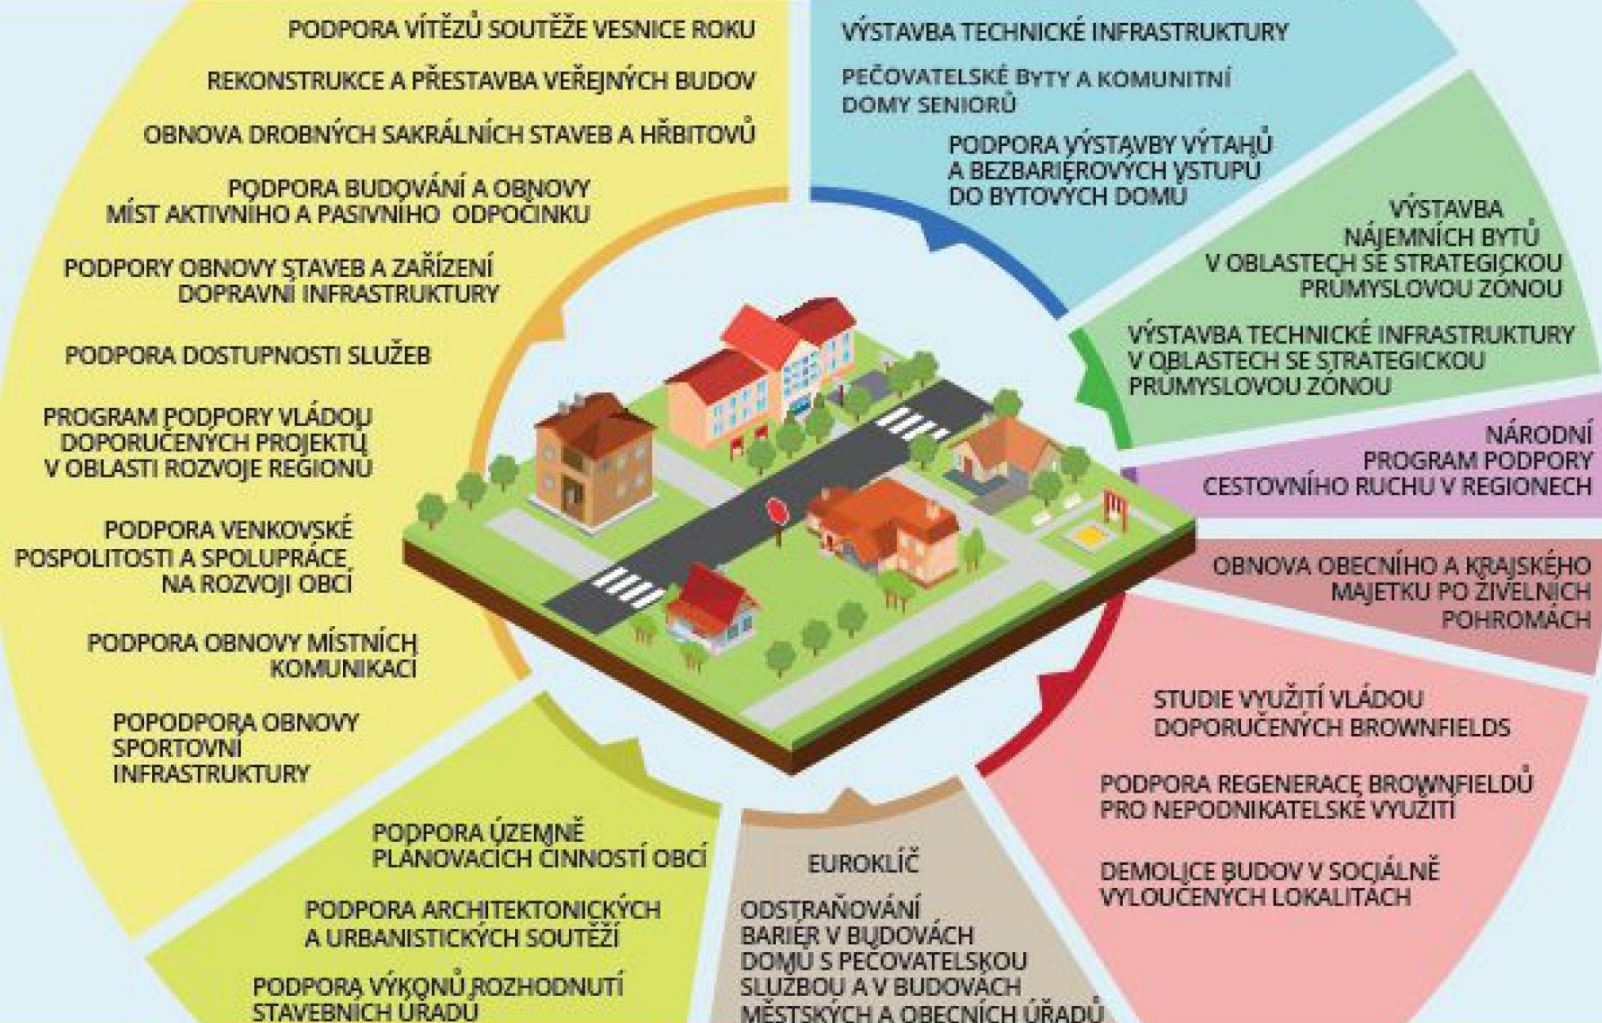 PODPORA VÍTĚZŮ SOUTĚŽE VESNICE ROKU
REKONSTRUKCE A PŘESTAVBA VEŘEJNÝCH BUDOV
OBNOVA DROBNÝCH SAKRÁLNÍCH STAVEB A HŘBITOVŮ
PODPORA BUDOVÁNÍ A OBNOVY
MÍST AKTIVNÍHO A PASIVNÍHO ODPOČINKU
PODPORY OBNOVY STAVEB A ZAŘÍZENÍ
DOPRAVNÍ INFRASTRUKTURY
PODPORA DOSTUPNOSTI SLUŽEB
PROGRAM PODPORY VLÁDOU
DOPORUČENÝCH PROJEKTŮ
V OBLASTI ROZVOJE REGIONŮ
PODPORA VENKOVSKÉ
POSPOLITOSTI A SPOLUPRÁCE
NA ROZVOJI OBCÍ
PODPORA OBNOVY MÍSTNÍCH
KOMUNIKACÍ
POPODPORA OBNOVY
SPORTOVNÍ
INFRASTRUKTURY
VÝSTAVBA TECHNICKÉ INFRASTRUKTURY
PEČOVATELSKÉ BYTY A KOMUNITNÍ
DOMY SENIORŮ
PODPORA VÝSTAVBY VÝTAHŮ
A BEZBARIÉROVÝCH VSTUPŮ
DO BYTOVÝCH DOMŮ
VÝSTAVBA
NÁJEMNÍCH BYTŮ
V OBLASTECH SE STRATEGICKOU
PRŮMYSLOVOU ZÓNOU
VÝSTAVBA TECHNICKÉ INFRASTRUKTURY
V OBLASTECH SE STRATEGICKOU
PRŮMYSLOVOU ZÓNOU
NÁRODNÍ
PROGRAM PODPORY
CESTOVNÍHO RUCHU V REGIONECH
OBNOVA OBECNÍHO A KRAJSKÉHO
MAJETKU PO ŽIVELNÍCH
POHROMÁCH
STUDIE VYUŽITÍ VLÁDOU
DOPORUČENÝCH BROWNFIELDS
PODPORA REGENERACE BROWNFIELDŮ
PRO NEPODNIKATELSKÉ VYUŽITÍ
DEMOLICE BUDOV V SOCIÁLNĚ
VYLOUČENÝCH LOKALITÁCH
EUROKLÍČ
ODSTRAŇOVÁNÍ
BARIÉR V BUDOVÁCH
DOMŮ S PEČOVATELSKOU
SLUŽBOU A V BUDOVÁCH
MĚSTSKÝCH A OBECNÍCH ÚŘADŮ
PODPORA ÚZEMNĚ
PLÁNOVACÍCH ČINNOSTÍ OBCÍ
PODPORA ARCHITEKTONICKÝCH
A URBANISTICKÝCH SOUTĚŽÍ
PODPORA VÝKONŮ ROZHODNUTÍ
STAVEBNÍCH ÚŘADŮ